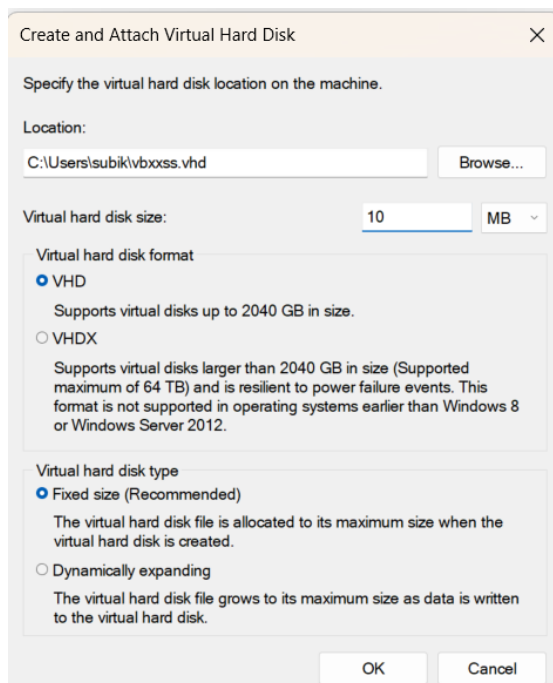 Create and Attach Virtual Hard Disk
Specify the virtual hard disk location on the machine.
Location:
C:\Users\subik\vbxxss.vhd Browse...
Virtual hard disk size: 10 MB
Virtual hard disk format
VHD
Supports virtual disks up to 2040 GB in size.
VHDX
Supports virtual disks larger than 2040 GB in size (Supported
maximum of 64 TB) and is resilient to power failure events. This
format is not supported in operating systems earlier than Windows 8
or Windows Server 2012.
Virtual hard disk type
Fixed size (Recommended)
The virtual hard disk file is allocated to its maximum size when the
virtual hard disk is created.
Dynamically expanding
The virtual hard disk file grows to its maximum size as data is written
to the virtual hard disk.
OK Cancel